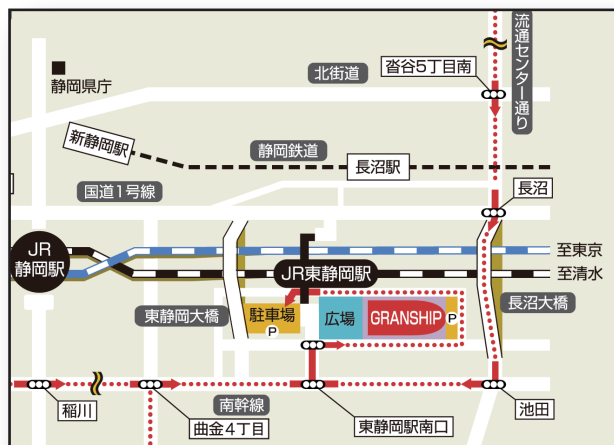 流通センター通り
沓谷5丁目南
北街道
静岡県庁
新静岡駅
静岡鉄道
長沼駅
国道1号線
長沼
JR
静岡駅
至東京
JR東静岡駅
至清水
東静岡大橋
駐車場
P
広場
GRANSHIP
P
長沼大橋
南幹線
稲川
曲金4丁目
東静岡駅南口
池田